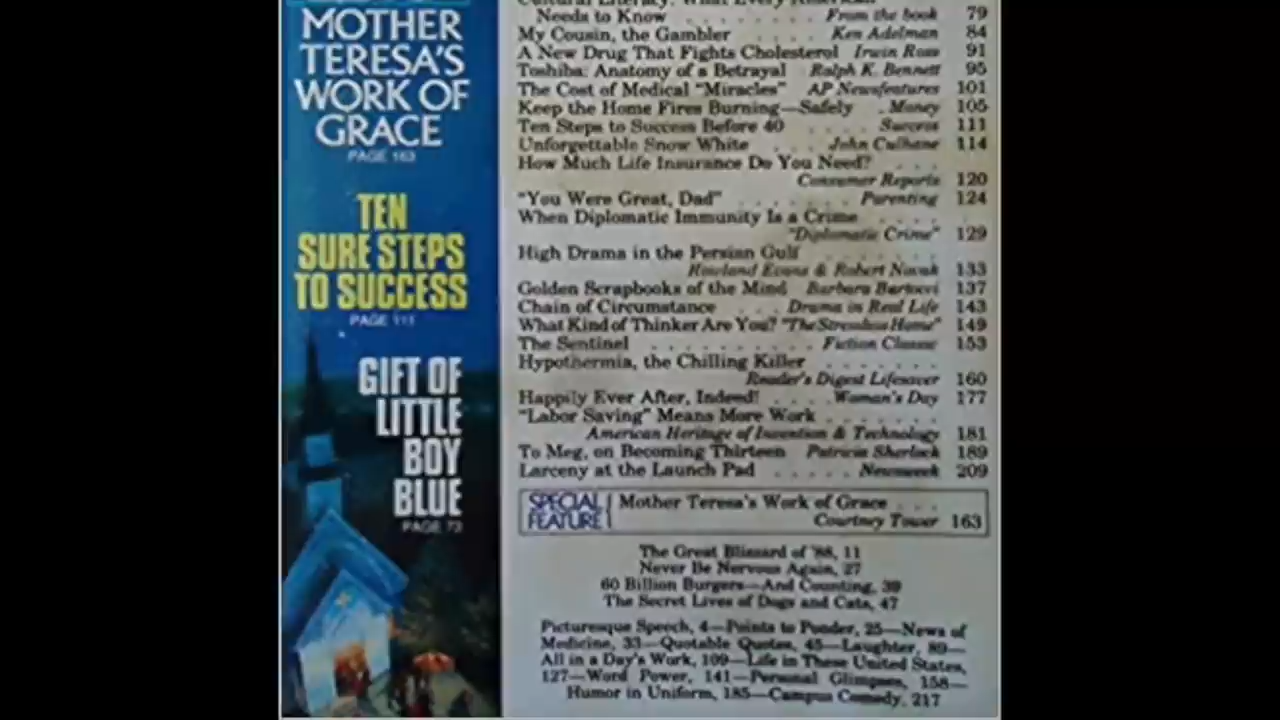 MOTHER
TERESA'S
WORK OF
GRACE
PAGE 163
TEN
SURE STEPS
TO SUCCESS
PAGE 111
GIFT OF
LITTLE
BOY
BLUE
PAGE 73
Cultural Literacy: What Every American
Needs to Know . . . . . . . From the book 79
My Cousin, the Gambler . . . . . Ken Adelman 84
A New Drug That Fights Cholesterol Irwin Ross 91
Toshiba: Anatomy of a Betrayal Ralph K. Bennett 95
The Cost of Medical "Miracles" AP Newsfeatures 101
Keep the Home Fires Burning—Safely . Money 105
Ten Steps to Success Before 40 . . . . . Success 111
Unforgettable Snow White . . . . John Culhane 114
How Much Life Insurance Do You Need? . . . .
Consumer Reports 120
"You Were Great, Dad" . . . . . . . Parenting 124
When Diplomatic Immunity Is a Crime . . . . .
"Diplomatic Crime" 129
High Drama in the Persian Gulf . . . . . . .
Rowland Evans & Robert Novak 133
Golden Scrapbooks of the Mind Barbara Bartocci 137
Chain of Circumstance . . . . Drama in Real Life 143
What Kind of Thinker Are You? "The Stressless Home" 149
The Sentinel . . . . . . . . . . Fiction Classic 153
Hypothermia, the Chilling Killer . . . . . . .
Reader's Digest Lifesaver 160
Happily Ever After, Indeed! . . . . Woman's Day 177
"Labor Saving" Means More Work . . . . . . .
American Heritage of Invention & Technology 181
To Meg, on Becoming Thirteen Patricia Sherlock 189
Larceny at the Launch Pad . . . . . Newsweek 209
SPECIAL
FEATURE
Mother Teresa's Work of Grace . . .
Courtney Tower 163
The Great Blizzard of '88, 11
Never Be Nervous Again, 27
60 Billion Burgers—And Counting, 39
The Secret Lives of Dogs and Cats, 47
Picturesque Speech, 4—Points to Ponder, 25—News of
Medicine, 33—Quotable Quotes, 45—Laughter, 89—
All in a Day's Work, 109—Life in These United States,
127—Word Power, 141—Personal Glimpses, 158—
Humor in Uniform, 185—Campus Comedy, 217